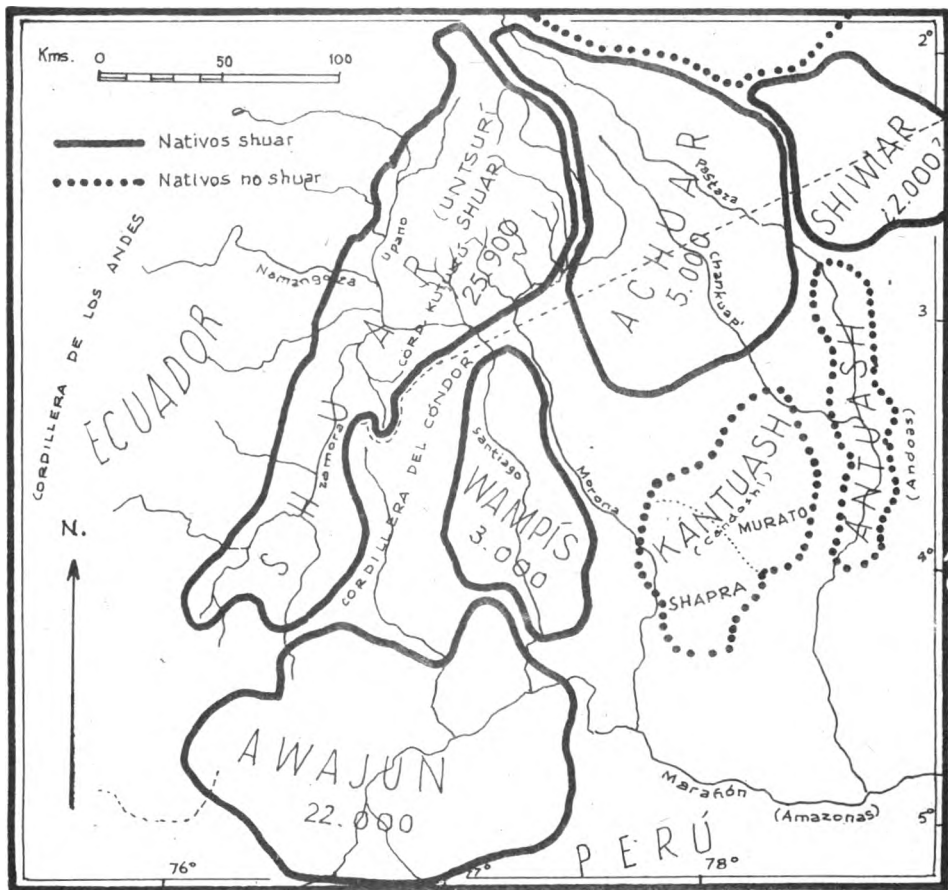 Kms. 0 50 100
Nativos shuar
Nativos no shuar
2°
3
4°
5°
76°
77°
78°
CORDILLERA DE LOS ANDES
ECUADOR
N.
SHUAR
(UNTSURI SHUAR)
25.900
CORD. KUTUKÚ
Upano
Namangoza
Zamora
CORDILLERA DEL CÓNDOR
ACHUAR
5.000
Pastaza
Chankuap'
SHIWIAR
¿2.000?
WAMPÍS
3.000
Santiago
Morona
KANTUASH
(Candoshi)
MURATO
SHAPRA
ANTUASH
(Andoas)
AWAJUN
22.000
Marañón
(Amazonas)
PERÚ